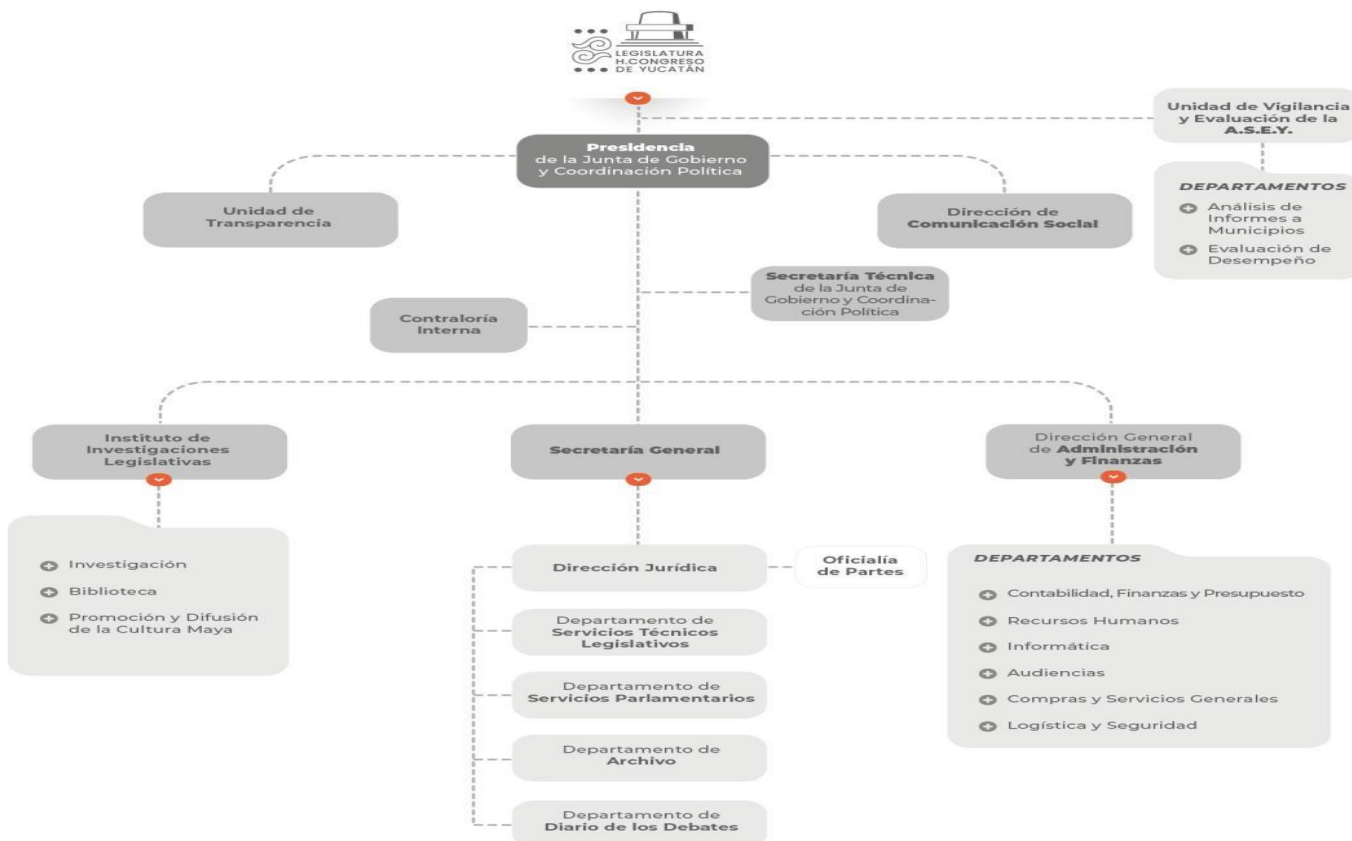 LEGISLATURA
H.CONGRESO
DE YUCATÁN
Unidad de Vigilancia
y Evaluación de la
A.S.E.Y.
Presidencia
de la Junta de Gobierno
y Coordinación Política
DEPARTAMENTOS
Análisis de
Informes a
Municipios
Evaluación de
Desempeño
Unidad de
Transparencia
Dirección de
Comunicación Social
Secretaría Técnica
de la Junta de
Gobierno y Coordina-
ción Política
Contraloría
Interna
Instituto de
Investigaciones
Legislativas
Secretaría General
Dirección General
de Administración
y Finanzas
Investigación
Biblioteca
Promoción y Difusión
de la Cultura Maya
Dirección Jurídica
Oficialía
de Partes
Departamento de
Servicios Técnicos
Legislativos
Departamento de
Servicios Parlamentarios
Departamento de
Archivo
Departamento de
Diario de los Debates
DEPARTAMENTOS
Contabilidad, Finanzas y Presupuesto
Recursos Humanos
Informática
Audiencias
Compras y Servicios Generales
Logística y Seguridad